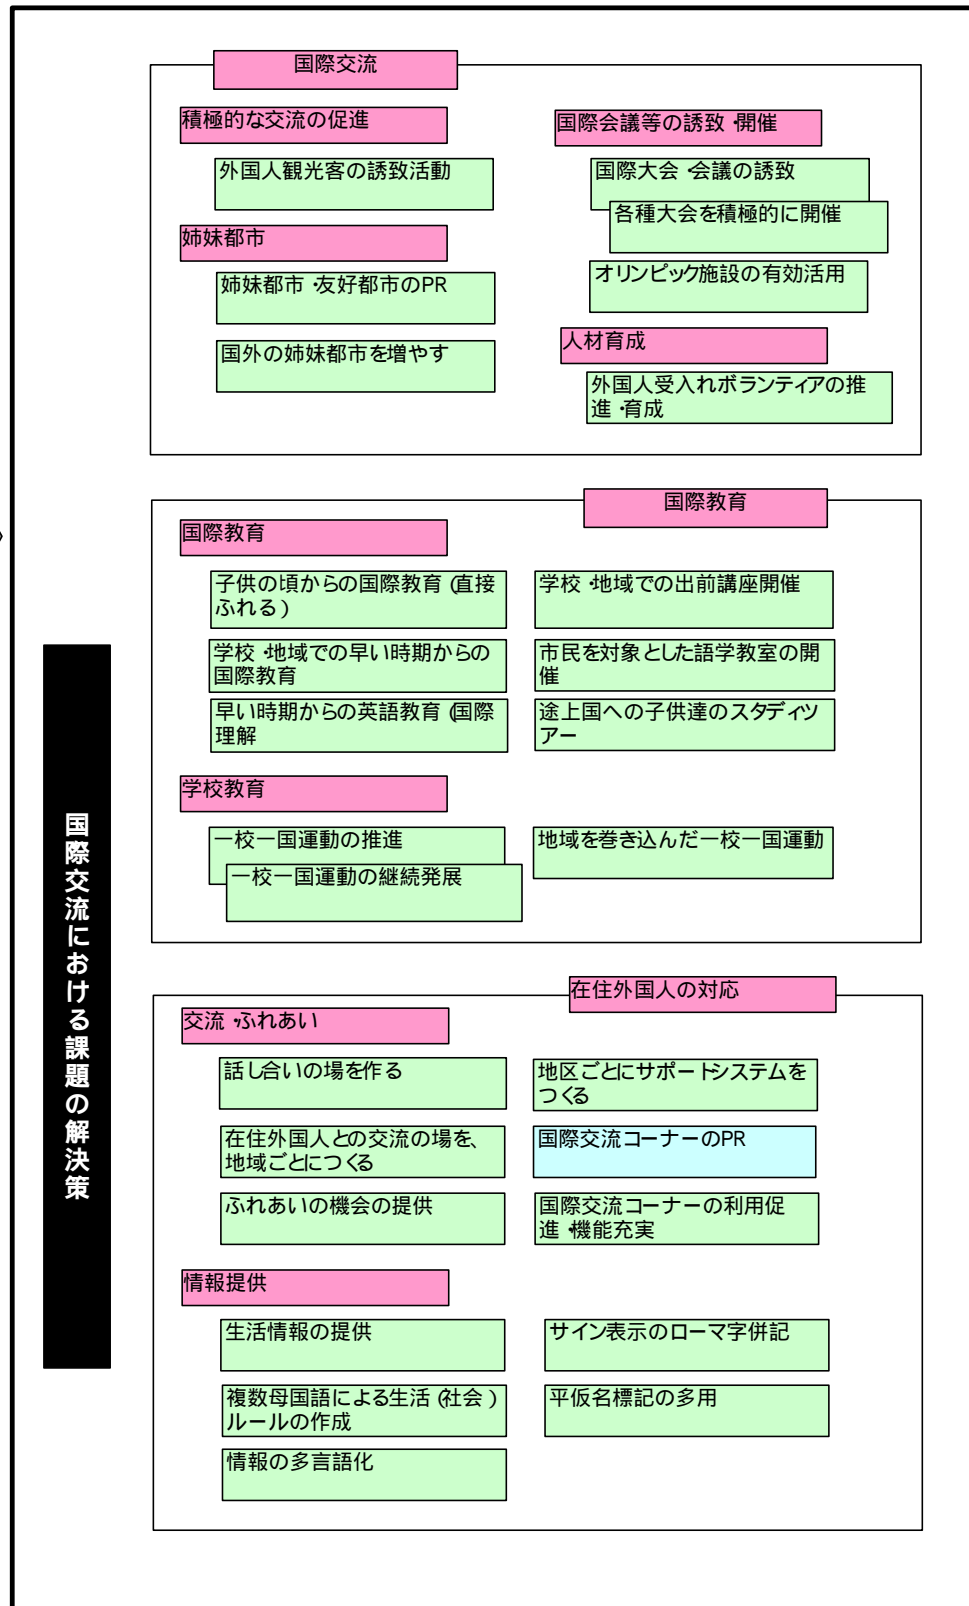 国際交流における課題の解決策
国際交流
積極的な交流の促進
外国人観光客の誘致活動
姉妹都市
姉妹都市・友好都市のPR
国外の姉妹都市を増やす
国際会議等の誘致・開催
国際大会・会議の誘致
各種大会を積極的に開催
オリンピック施設の有効活用
人材育成
外国人受入れボランティアの推
進・育成
国際教育
国際教育
子供の頃からの国際教育(直接
ふれる)
学校・地域での早い時期からの
国際教育
早い時期からの英語教育(国際
理解
学校・地域での出前講座開催
市民を対象とした語学教室の開
催
途上国への子供達のスタディツ
アー
学校教育
一校一国運動の推進
一校一国運動の継続発展
地域を巻き込んだ一校一国運動
在住外国人の対応
交流・ふれあい
話し合いの場を作る
在住外国人との交流の場を、
地域ごとにつくる
ふれあいの機会の提供
地区ごとにサポートシステムを
つくる
国際交流コーナーのPR
国際交流コーナーの利用促
進・機能充実
情報提供
生活情報の提供
複数母国語による生活(社会)
ルールの作成
情報の多言語化
サイン表示のローマ字併記
平仮名標記の多用